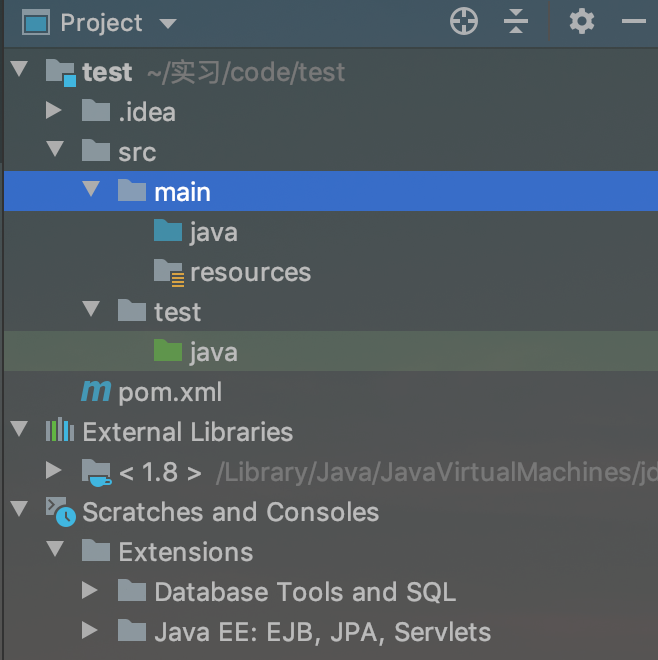 Project
test ~/实习/code/test
.idea
src
main
java
resources
test
java
m pom.xml
External Libraries
< 1.8 > /Library/Java/JavaVirtualMachines/jd
Scratches and Consoles
Extensions
Database Tools and SQL
Java EE: EJB, JPA, Servlets